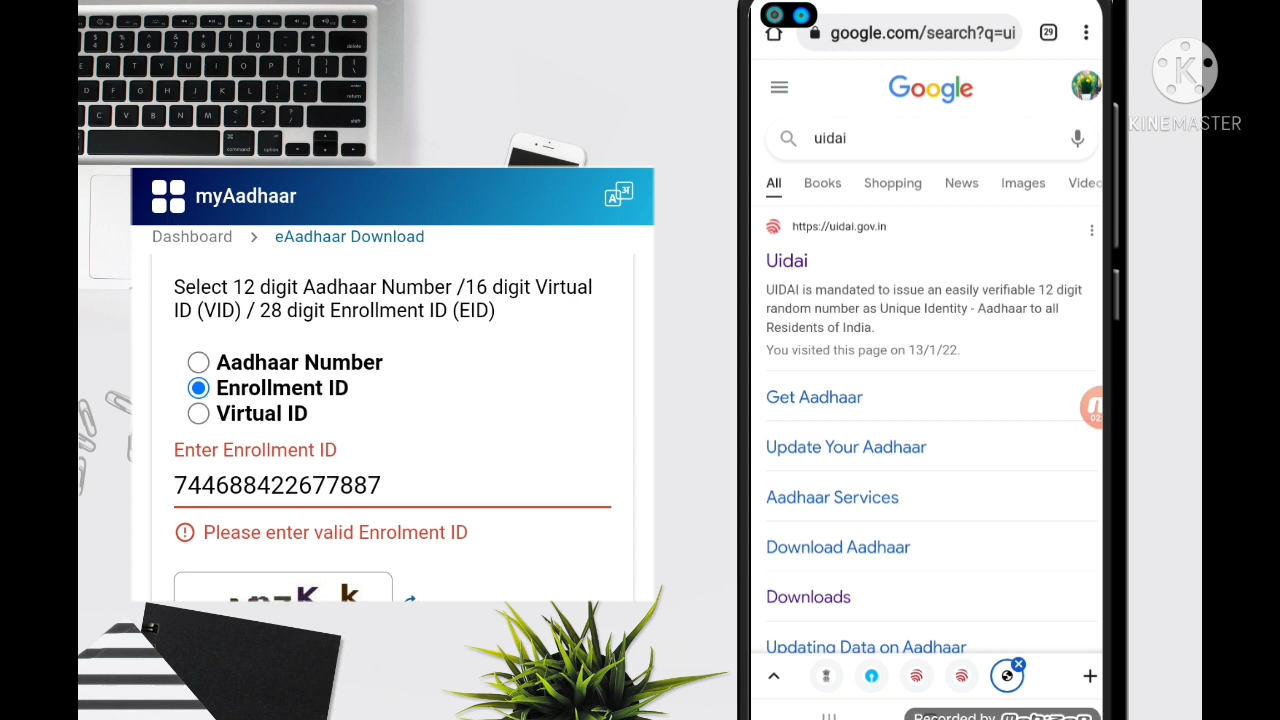 myAadhaar
Dashboard > eAadhaar Download
Select 12 digit Aadhaar Number /16 digit Virtual
ID (VID) / 28 digit Enrollment ID (EID)
Aadhaar Number
Enrollment ID
Virtual ID
Enter Enrollment ID
744688422677887
Please enter valid Enrolment ID
google.com/search?q=ui
29
Google
uidai
All Books Shopping News Images Videc
https://uidai.gov.in
Uidai
UIDAI is mandated to issue an easily verifiable 12 digit
random number as Unique Identity - Aadhaar to all
Residents of India.
You visited this page on 13/1/22.
Get Aadhaar
Update Your Aadhaar
Aadhaar Services
Download Aadhaar
Downloads
Updating Data on Aadhaar
Recorded by
K
KINEMASTER